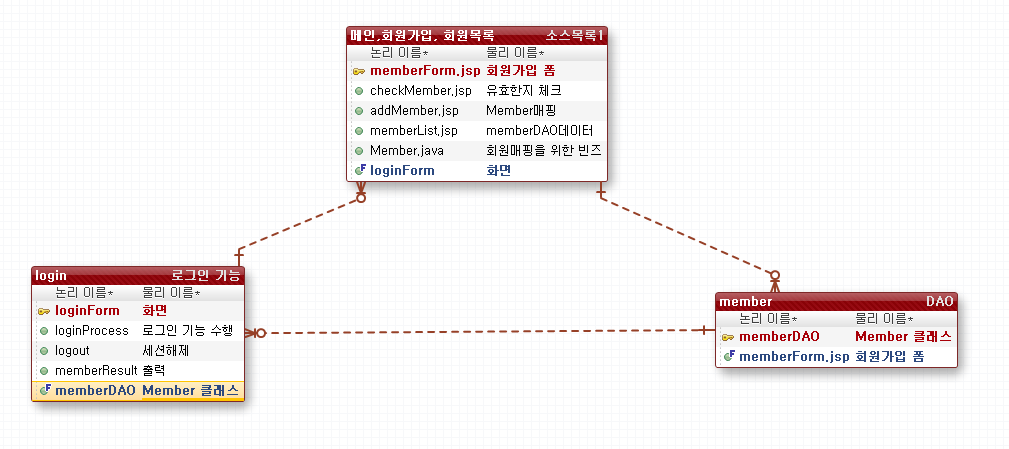 메인,회원가입, 회원목록 소스목록1
논리 이름* 물리 이름*
memberForm.jsp 회원가입 폼
checkMember.jsp 유효한지 체크
addMember.jsp Member매핑
memberList.jsp memberDAO데이터
Member.java 회원매핑을 위한 빈즈
loginForm 화면
login 로그인 기능
논리 이름* 물리 이름*
loginForm 화면
loginProcess 로그인 기능 수행
logout 세션해제
memberResult 출력
memberDAO Member 클래스
member DAO
논리 이름* 물리 이름*
memberDAO Member 클래스
memberForm.jsp 회원가입 폼